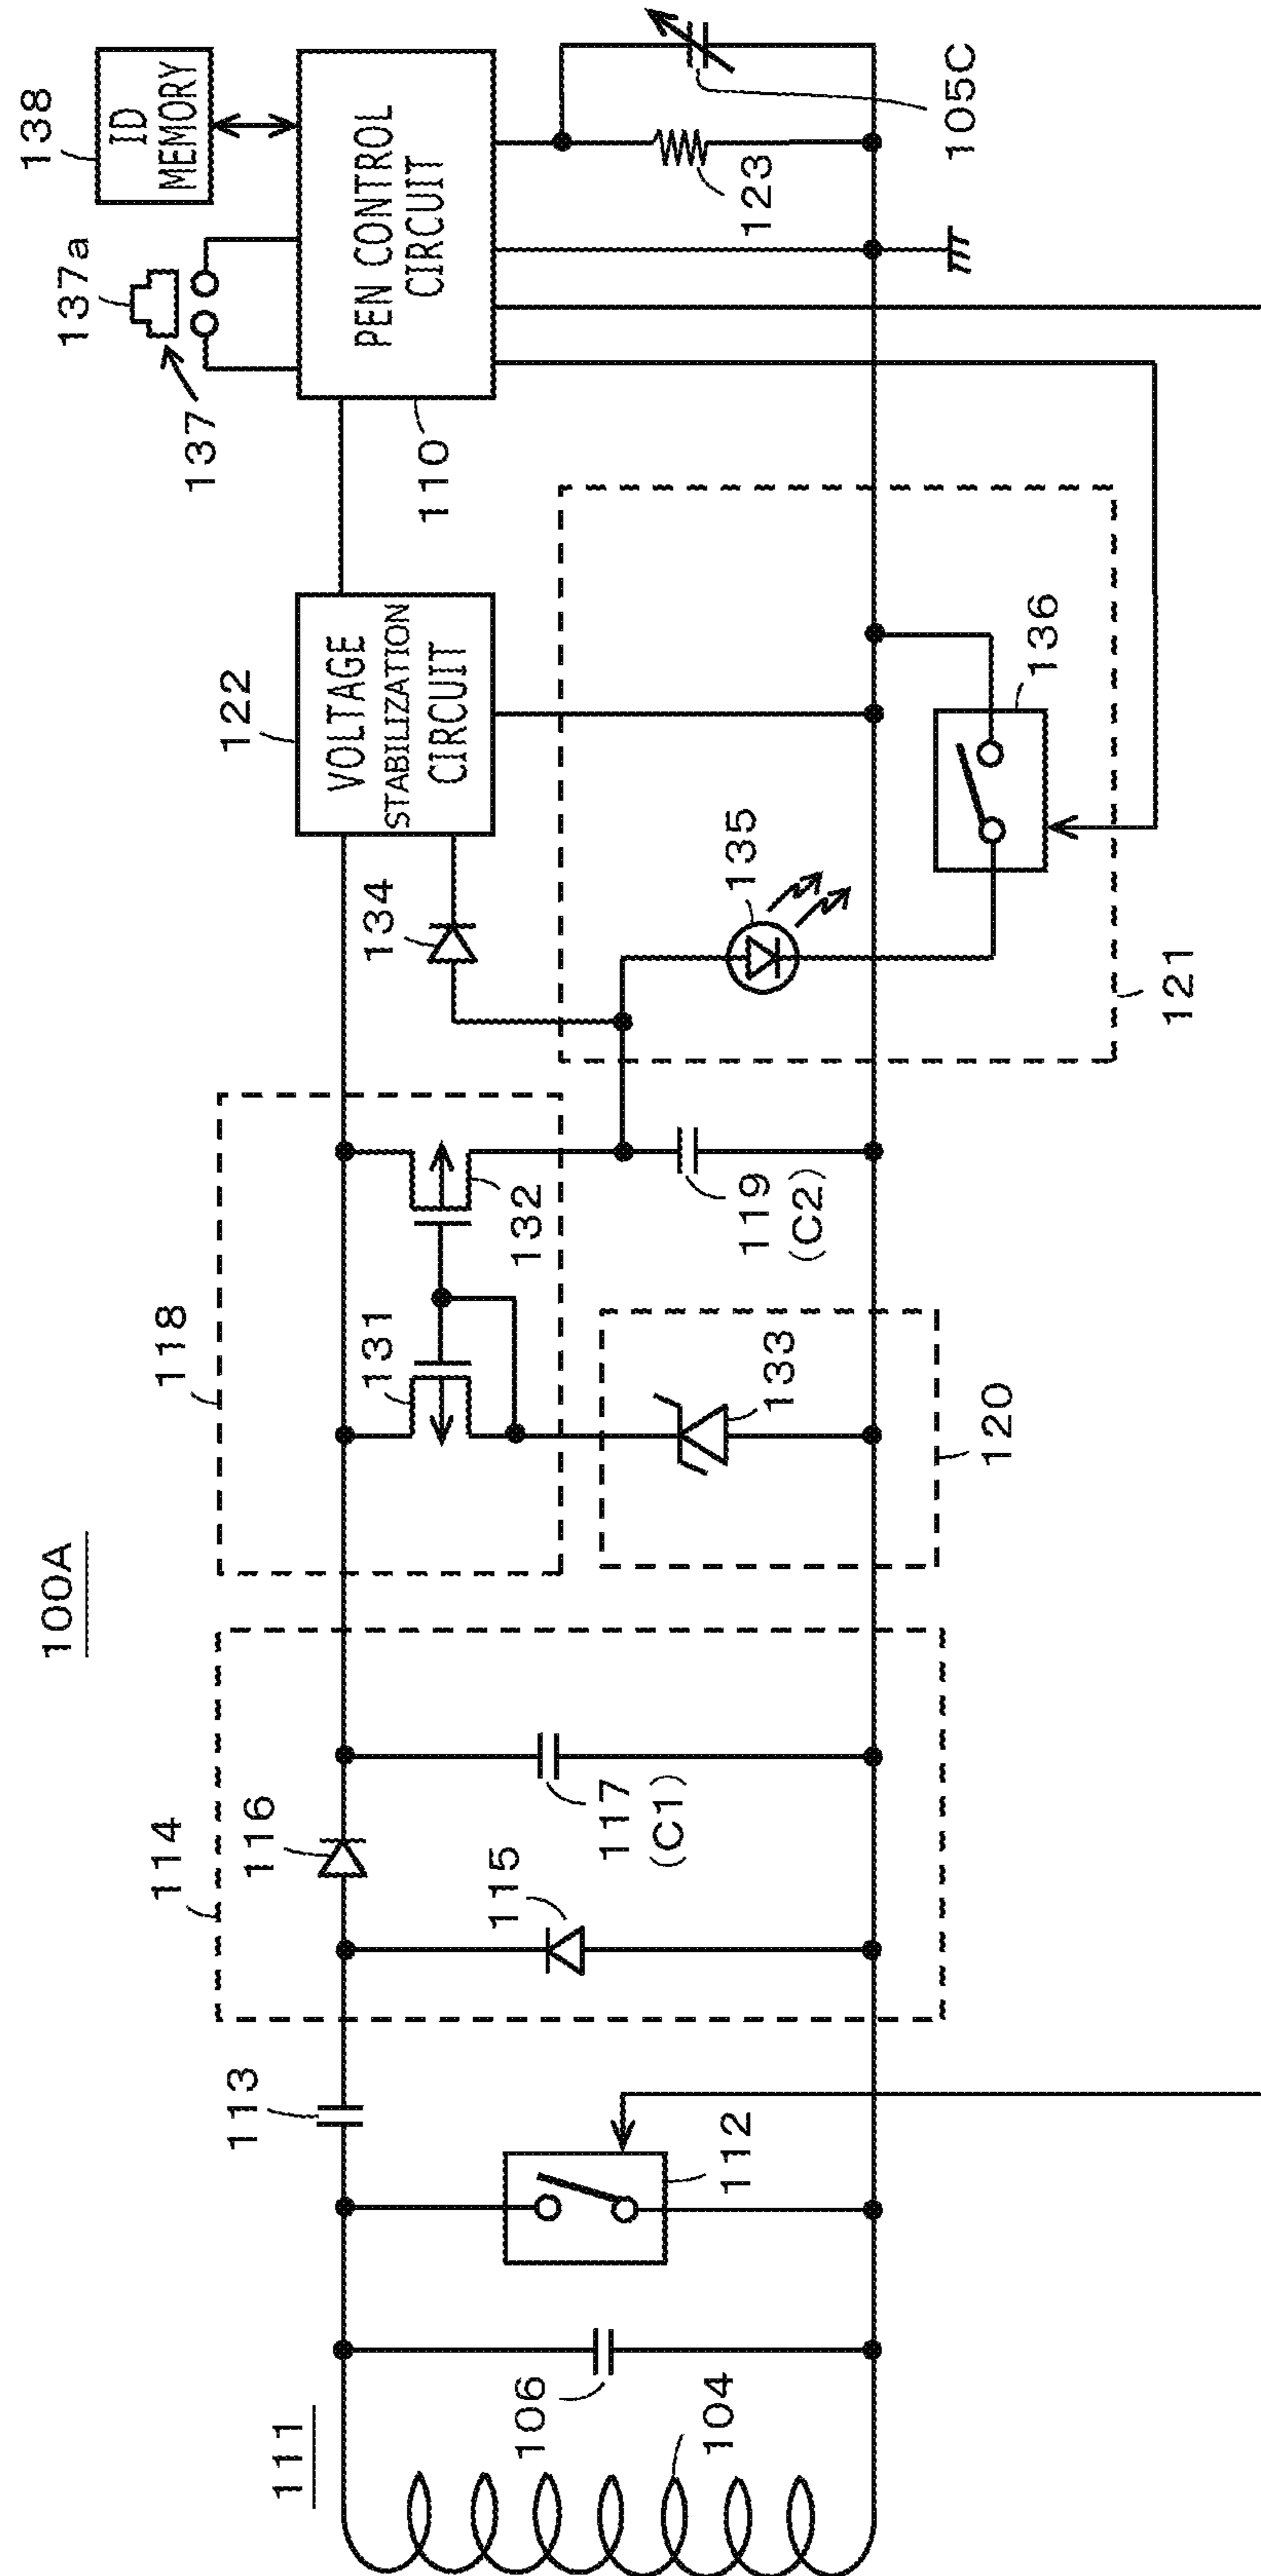 100A
111
104
106
112
113
114
115
116
117
(C1)
118
131
132
133
120
119
(C2)
134
135
136
121
122
VOLTAGE
STABILIZATION
CIRCUIT
110
PEN CONTROL
CIRCUIT
137
137a
138
ID
MEMORY
123
105C